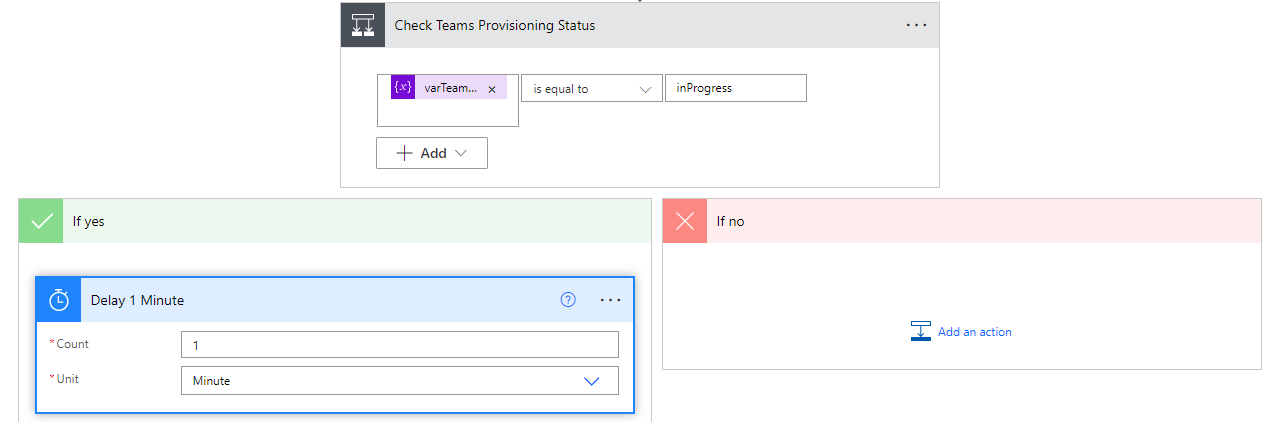 Check Teams Provisioning Status
{x} varTeam... × is equal to inProgress
+ Add
If yes
If no
Delay 1 Minute ?
Add an action
*Count 1
*Unit Minute